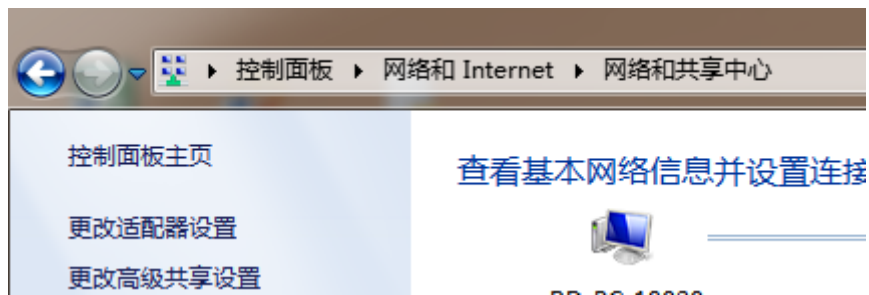 控制面板 ▸ 网络和 Internet ▸ 网络和共享中心
控制面板主页
查看基本网络信息并设置连接
更改适配器设置
更改高级共享设置